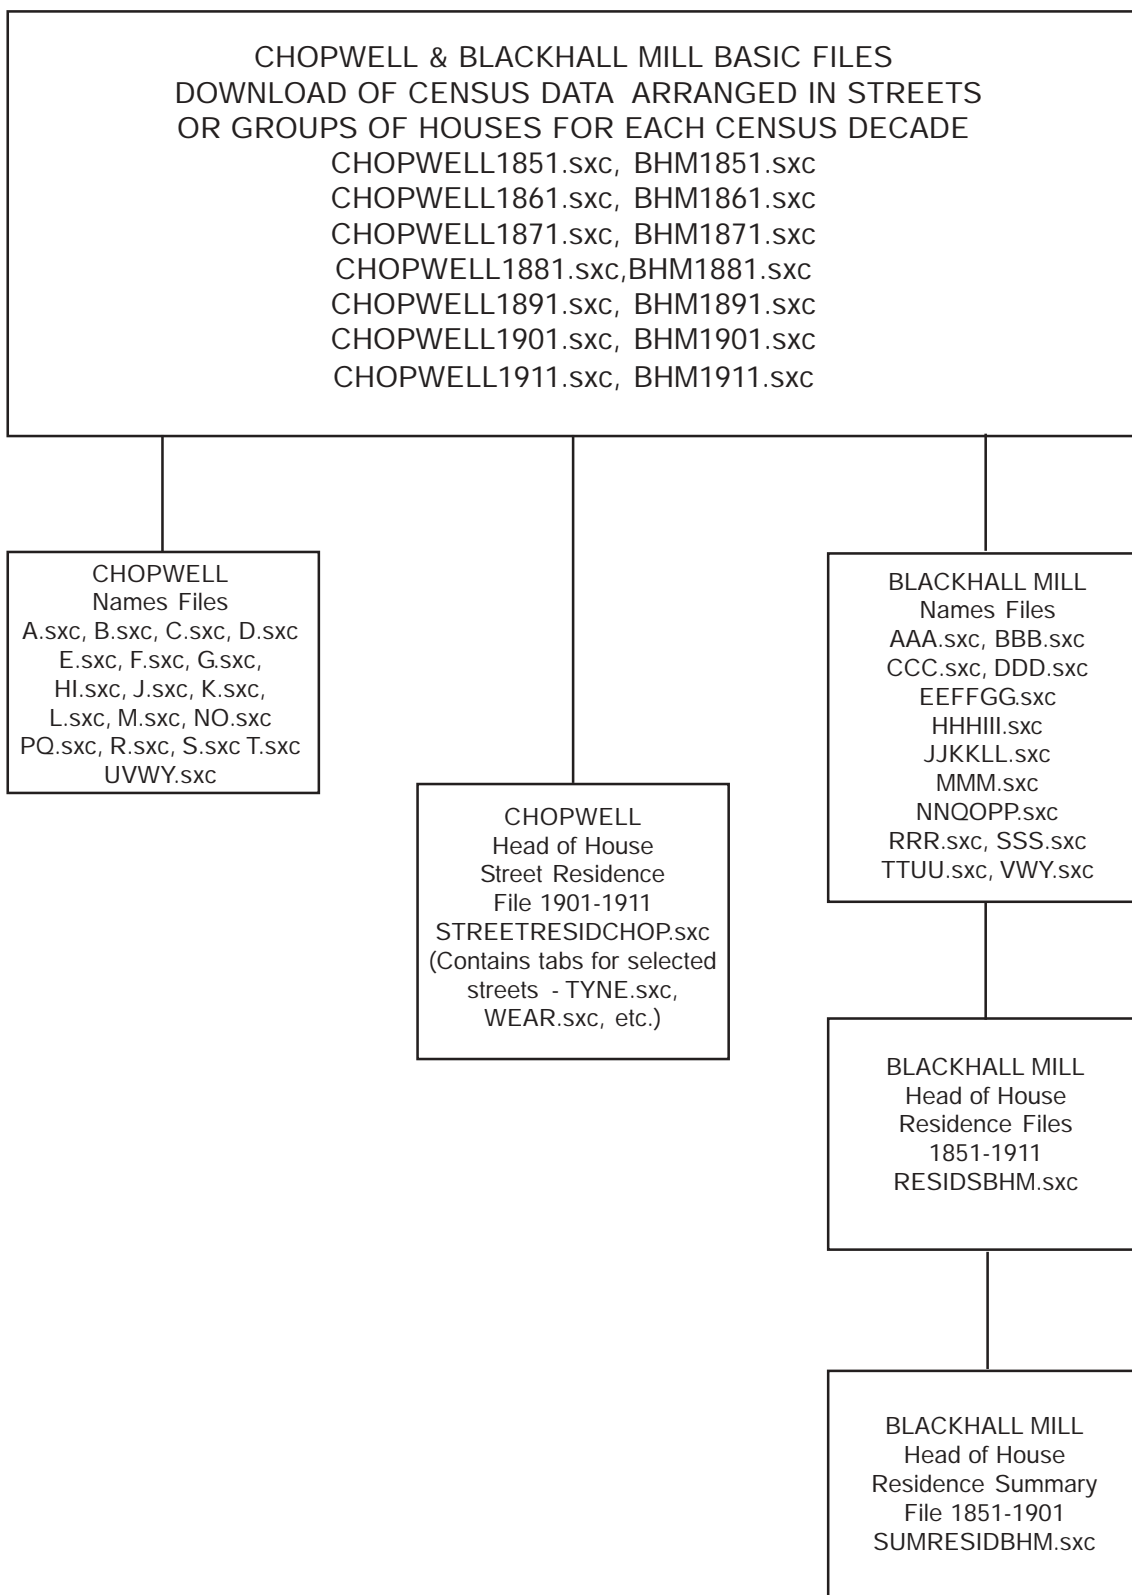 CHOPWELL & BLACKHALL MILL BASIC FILES
DOWNLOAD OF CENSUS DATA ARRANGED IN STREETS
OR GROUPS OF HOUSES FOR EACH CENSUS DECADE
CHOPWELL1851.sxc, BHM1851.sxc
CHOPWELL1861.sxc, BHM1861.sxc
CHOPWELL1871.sxc, BHM1871.sxc
CHOPWELL1881.sxc,BHM1881.sxc
CHOPWELL1891.sxc, BHM1891.sxc
CHOPWELL1901.sxc, BHM1901.sxc
CHOPWELL1911.sxc, BHM1911.sxc
CHOPWELL
Names Files
A.sxc, B.sxc, C.sxc, D.sxc
E.sxc, F.sxc, G.sxc,
HI.sxc, J.sxc, K.sxc,
L.sxc, M.sxc, NO.sxc
PQ.sxc, R.sxc, S.sxc T.sxc
UVWY.sxc
CHOPWELL
Head of House
Street Residence
File 1901-1911
STREETRESIDCHOP.sxc
(Contains tabs for selected
streets - TYNE.sxc,
WEAR.sxc, etc.)
BLACKHALL MILL
Names Files
AAA.sxc, BBB.sxc
CCC.sxc, DDD.sxc
EEFFGG.sxc
HHHIII.sxc
JJKKLL.sxc
MMM.sxc
NNQOPP.sxc
RRR.sxc, SSS.sxc
TTUU.sxc, VWY.sxc
BLACKHALL MILL
Head of House
Residence Files
1851-1911
RESIDSBHM.sxc
BLACKHALL MILL
Head of House
Residence Summary
File 1851-1901
SUMRESIDBHM.sxc